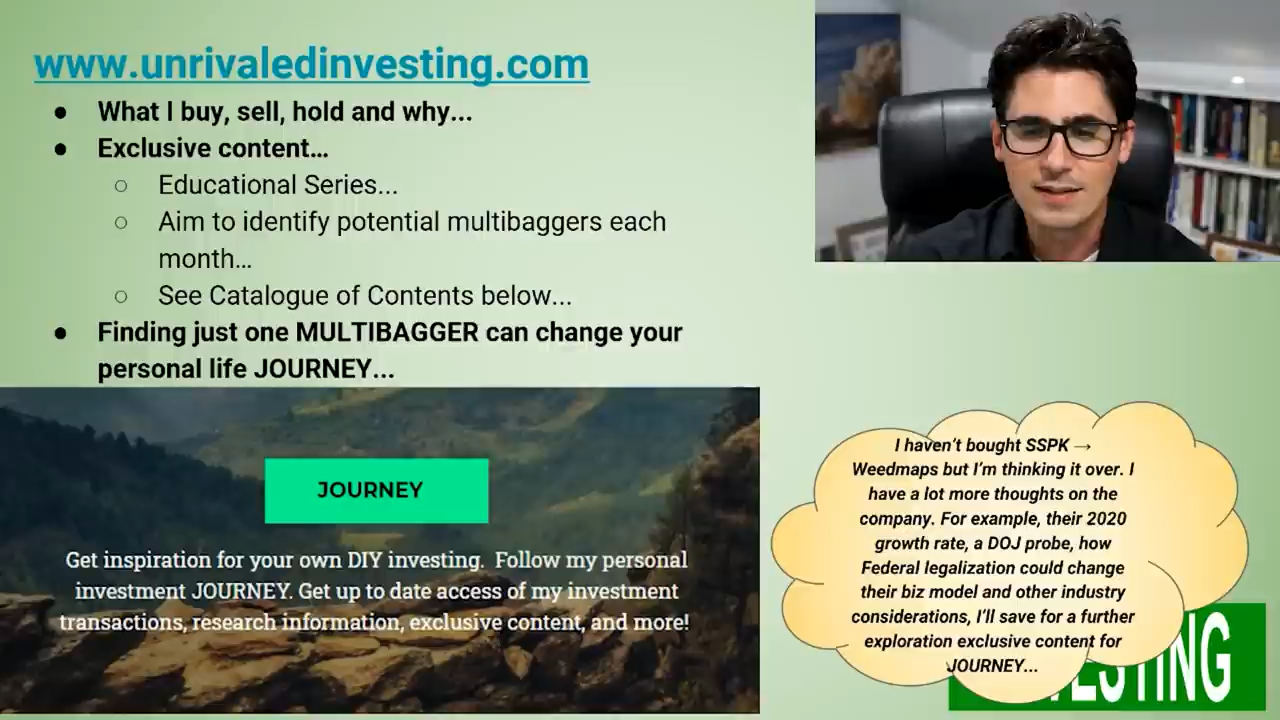 www.unrivaledinvesting.com
● What I buy, sell, hold and why...
● Exclusive content…
○ Educational Series...
○ Aim to identify potential multibaggers each
month…
○ See Catalogue of Contents below...
● Finding just one MULTIBAGGER can change your
personal life JOURNEY...
JOURNEY
Get inspiration for your own DIY investing. Follow my personal
investment JOURNEY. Get up to date access of my investment
transactions, research information, exclusive content, and more!
I haven't bought SSPK →
Weedmaps but I'm thinking it over. I
have a lot more thoughts on the
company. For example, their 2020
growth rate, a DOJ probe, how
Federal legalization could change
their biz model and other industry
considerations, I'll save for a further
exploration exclusive content for
JOURNEY...